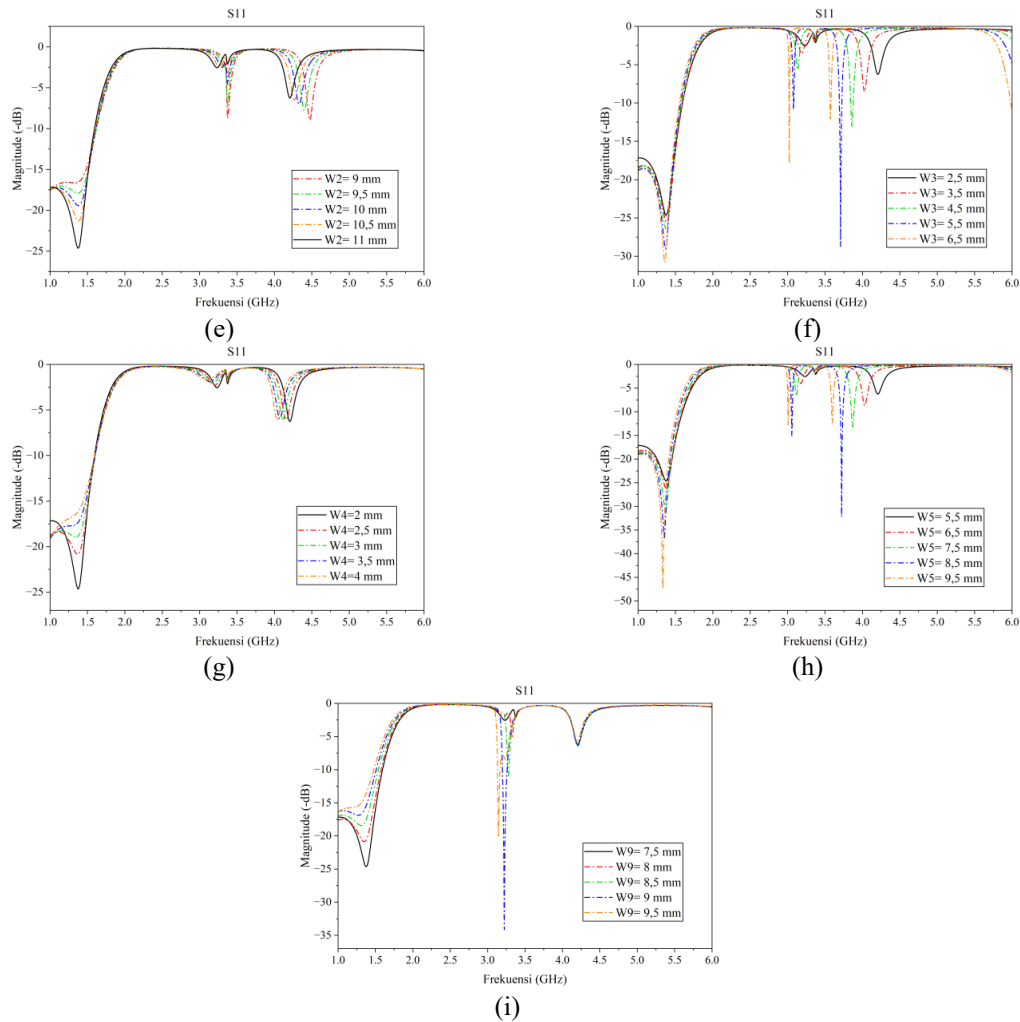 S11
Magnitude (-dB)
0
-5
-10
-15
-20
-25
W2= 9 mm
W2= 9,5 mm
W2= 10 mm
W2= 10,5 mm
W2= 11 mm
1.0 1.5 2.0 2.5 3.0 3.5 4.0 4.5 5.0 5.5 6.0
Frekuensi (GHz)
(e)
S11
Magnitude (-dB)
0
-5
-10
-15
-20
-25
-30
W3= 2,5 mm
W3= 3,5 mm
W3= 4,5 mm
W3= 5,5 mm
W3= 6,5 mm
1.0 1.5 2.0 2.5 3.0 3.5 4.0 4.5 5.0 5.5 6.0
Frekuensi (GHz)
(f)
S11
Magnitude (-dB)
0
-5
-10
-15
-20
-25
W4=2 mm
W4=2,5 mm
W4=3 mm
W4= 3,5 mm
W4=4 mm
1.0 1.5 2.0 2.5 3.0 3.5 4.0 4.5 5.0 5.5 6.0
Frekuensi (GHz)
(g)
S11
Magnitude (-dB)
0
-5
-10
-15
-20
-25
-30
-35
-40
-45
-50
W5= 5,5 mm
W5= 6,5 mm
W5= 7,5 mm
W5= 8,5 mm
W5= 9,5 mm
1.0 1.5 2.0 2.5 3.0 3.5 4.0 4.5 5.0 5.5 6.0
Frekuensi (GHz)
(h)
S11
Magnitude (-dB)
0
-5
-10
-15
-20
-25
-30
-35
W9= 7,5 mm
W9= 8 mm
W9= 8,5 mm
W9= 9 mm
W9= 9,5 mm
1.0 1.5 2.0 2.5 3.0 3.5 4.0 4.5 5.0 5.5 6.0
Frekuensi (GHz)
(i)